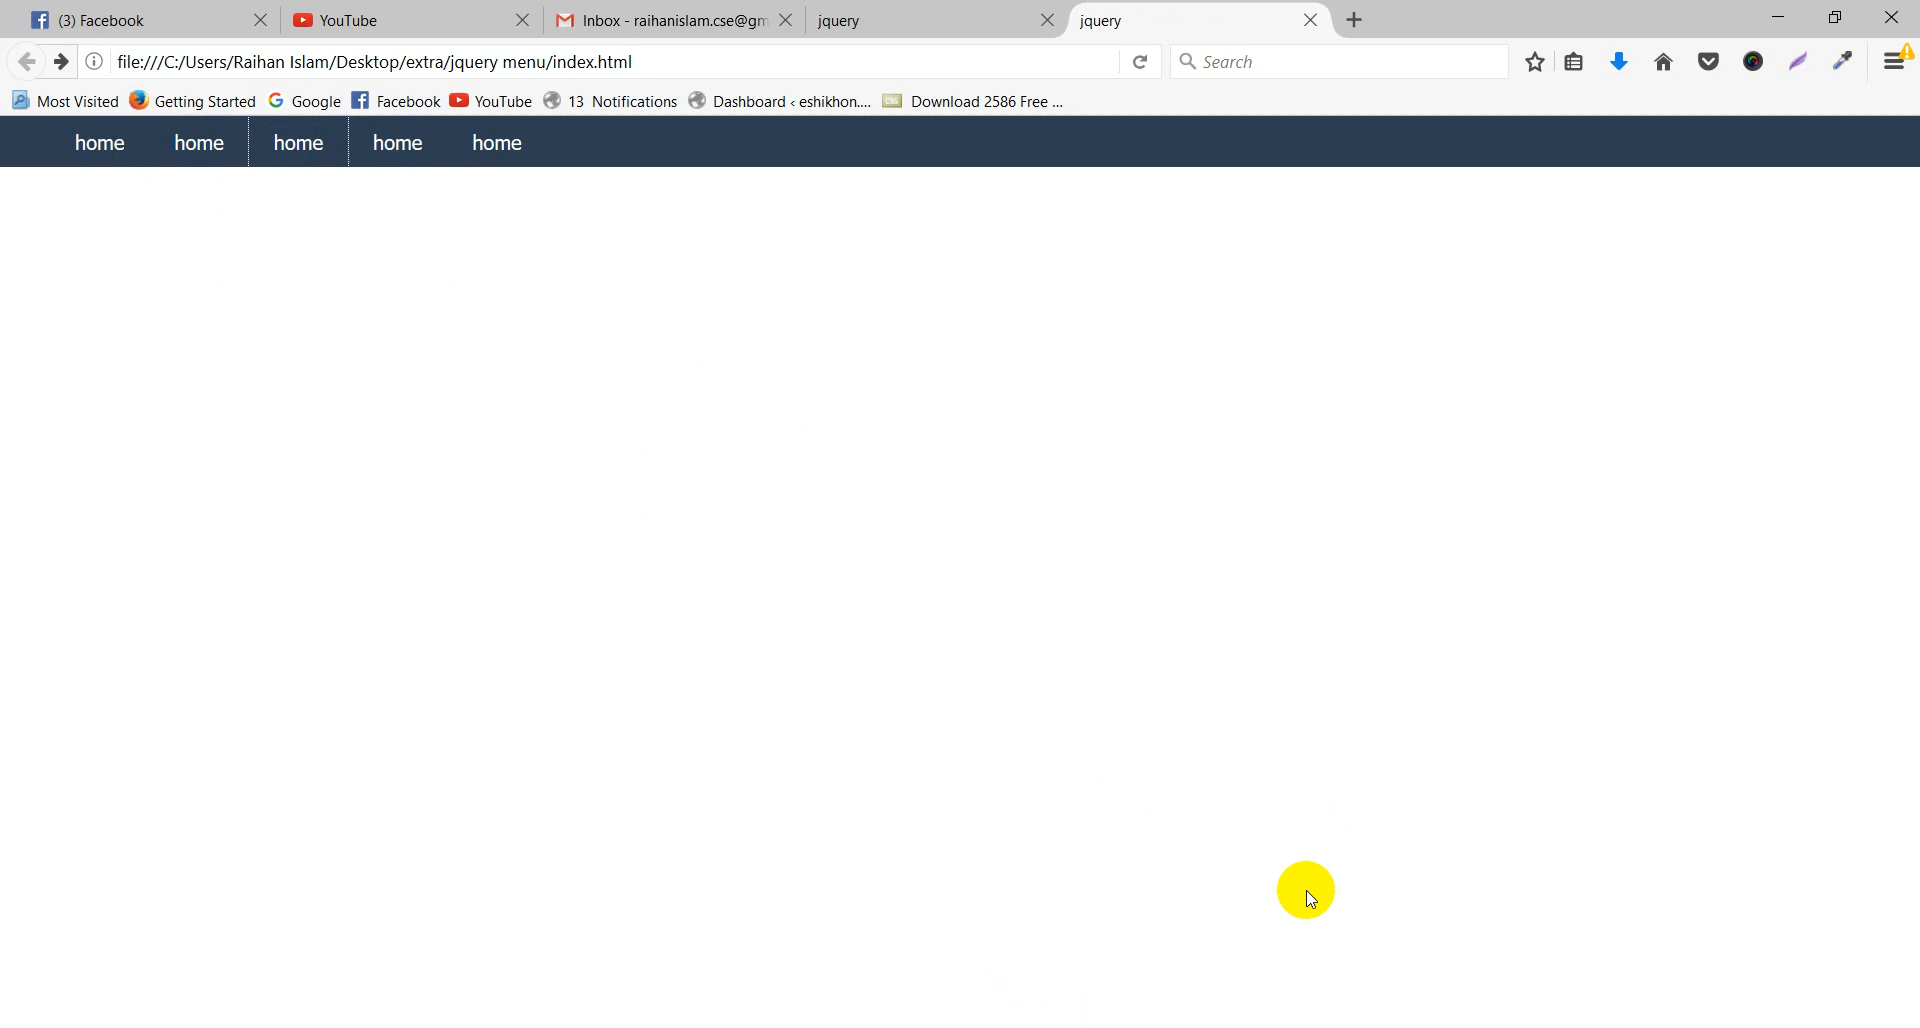 (3) Facebook YouTube Inbox - raihanislam.cse@gm jquery jquery
file:///C:/Users/Raihan Islam/Desktop/extra/jquery menu/index.html Search
Most Visited Getting Started Google Facebook YouTube 13 Notifications Dashboard ‹ eshikhon.... CSS Download 2586 Free ...
home home home home home